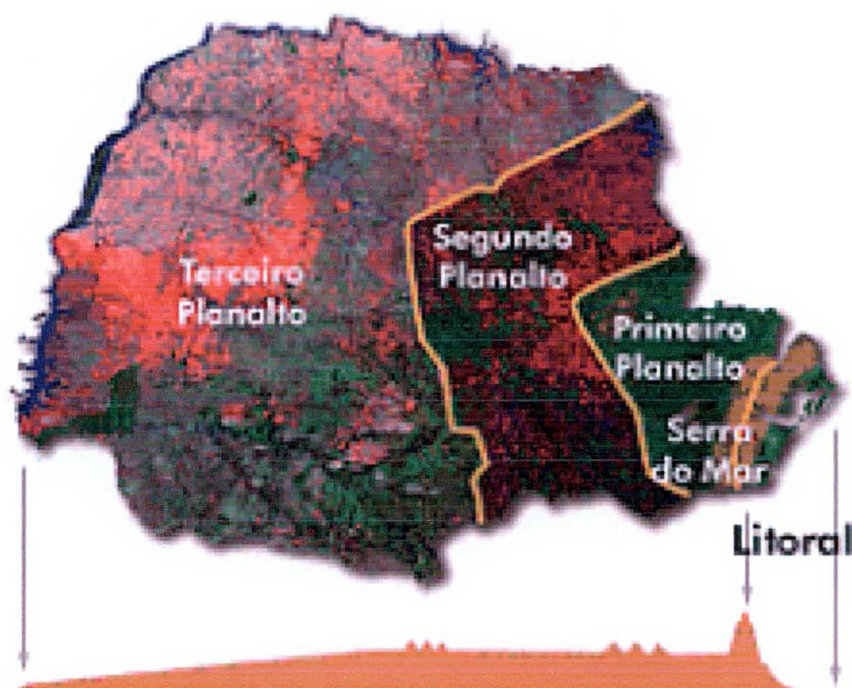 Segundo
Planalto
Terceiro
Planalto
Primeiro
Planalto
Serra
do Mar
Litoral